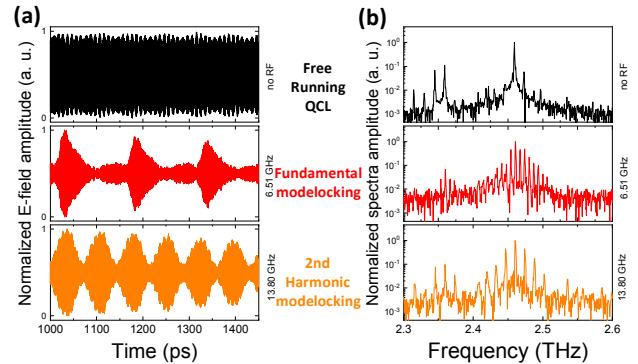 (a)
(b)
Normalized E-field amplitude (a. u.)
1
0
no RF
1
0
6.51 GHz
1
0
13.80 GHz
1000
1100
1200
1300
1400
Time (ps)
Free
Running
QCL
Fundamental
modelocking
2nd
Harmonic
modelocking
Normalized spectra amplitude (a. u.)
10⁰
10⁻¹
10⁻²
10⁻³
no RF
10⁰
10⁻¹
10⁻²
10⁻³
6.51 GHz
10⁰
10⁻¹
10⁻²
10⁻³
13.80 GHz
2.3
2.4
2.5
2.6
Frequency (THz)